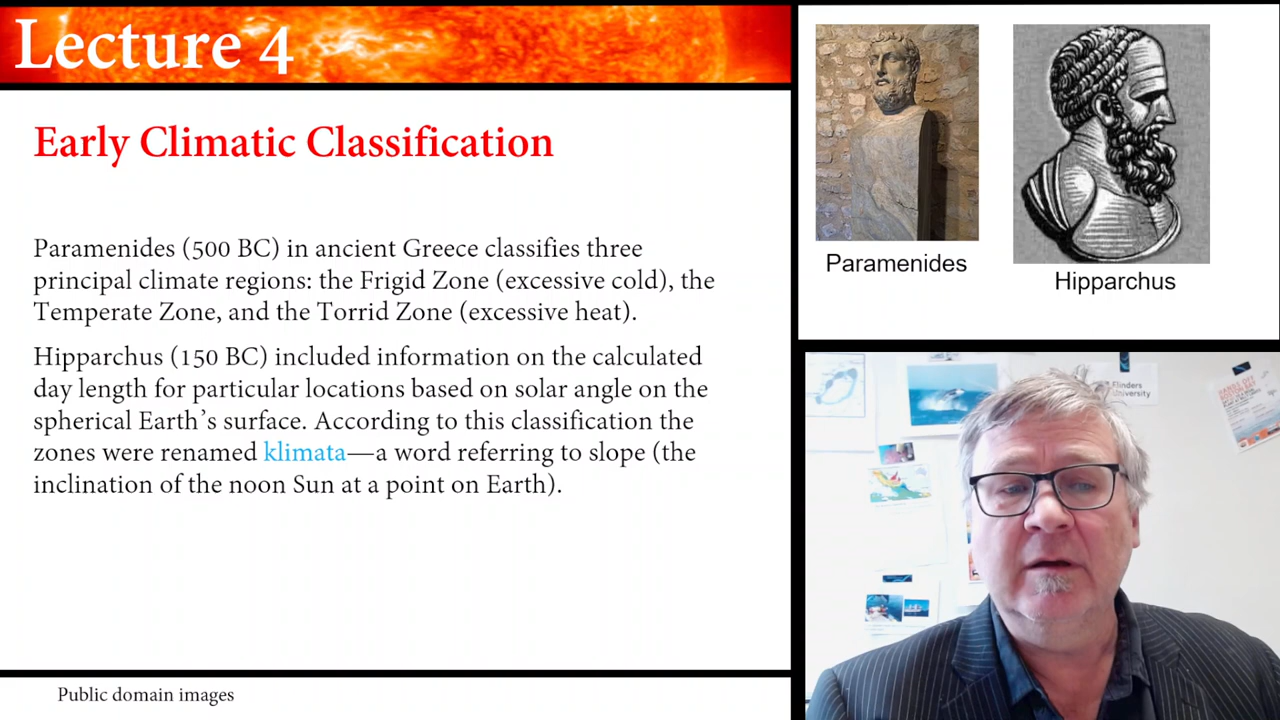 Lecture 4
Early Climatic Classification
Paramenides (500 BC) in ancient Greece classifies three
principal climate regions: the Frigid Zone (excessive cold), the
Temperate Zone, and the Torrid Zone (excessive heat).
Hipparchus (150 BC) included information on the calculated
day length for particular locations based on solar angle on the
spherical Earth’s surface. According to this classification the
zones were renamed klimata—a word referring to slope (the
inclination of the noon Sun at a point on Earth).
Public domain images
Paramenides
Hipparchus
Flinders
University